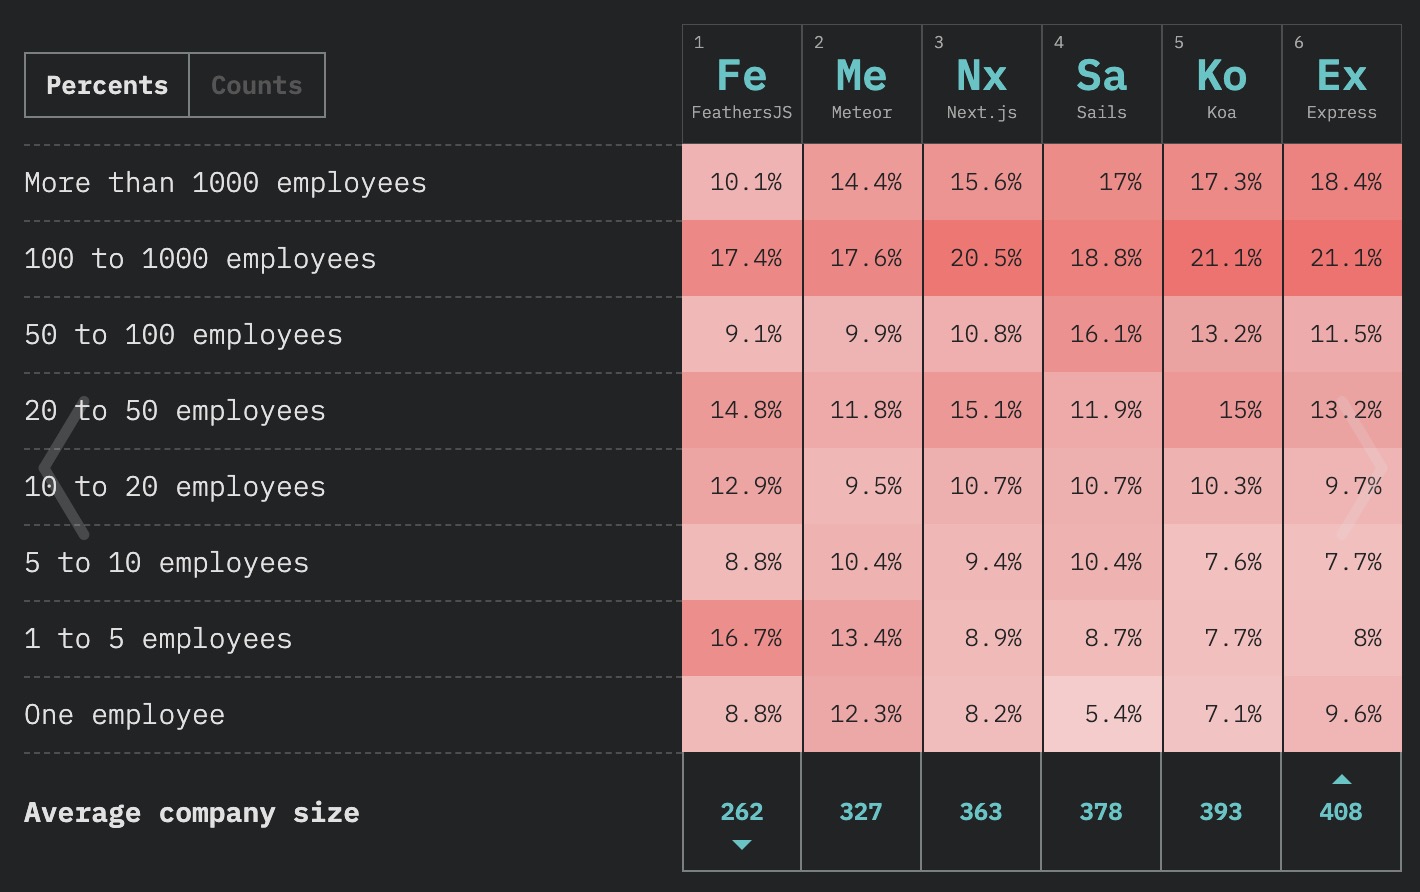 1 2 3 4 5 6
Fe Me Nx Sa Ko Ex
Percents Counts
FeathersJS Meteor Next.js Sails Koa Express
More than 1000 employees 10.1% 14.4% 15.6% 17% 17.3% 18.4%
100 to 1000 employees 17.4% 17.6% 20.5% 18.8% 21.1% 21.1%
50 to 100 employees 9.1% 9.9% 10.8% 16.1% 13.2% 11.5%
20 to 50 employees 14.8% 11.8% 15.1% 11.9% 15% 13.2%
10 to 20 employees 12.9% 9.5% 10.7% 10.7% 10.3% 9.7%
5 to 10 employees 8.8% 10.4% 9.4% 10.4% 7.6% 7.7%
1 to 5 employees 16.7% 13.4% 8.9% 8.7% 7.7% 8%
One employee 8.8% 12.3% 8.2% 5.4% 7.1% 9.6%
Average company size 262 327 363 378 393 408